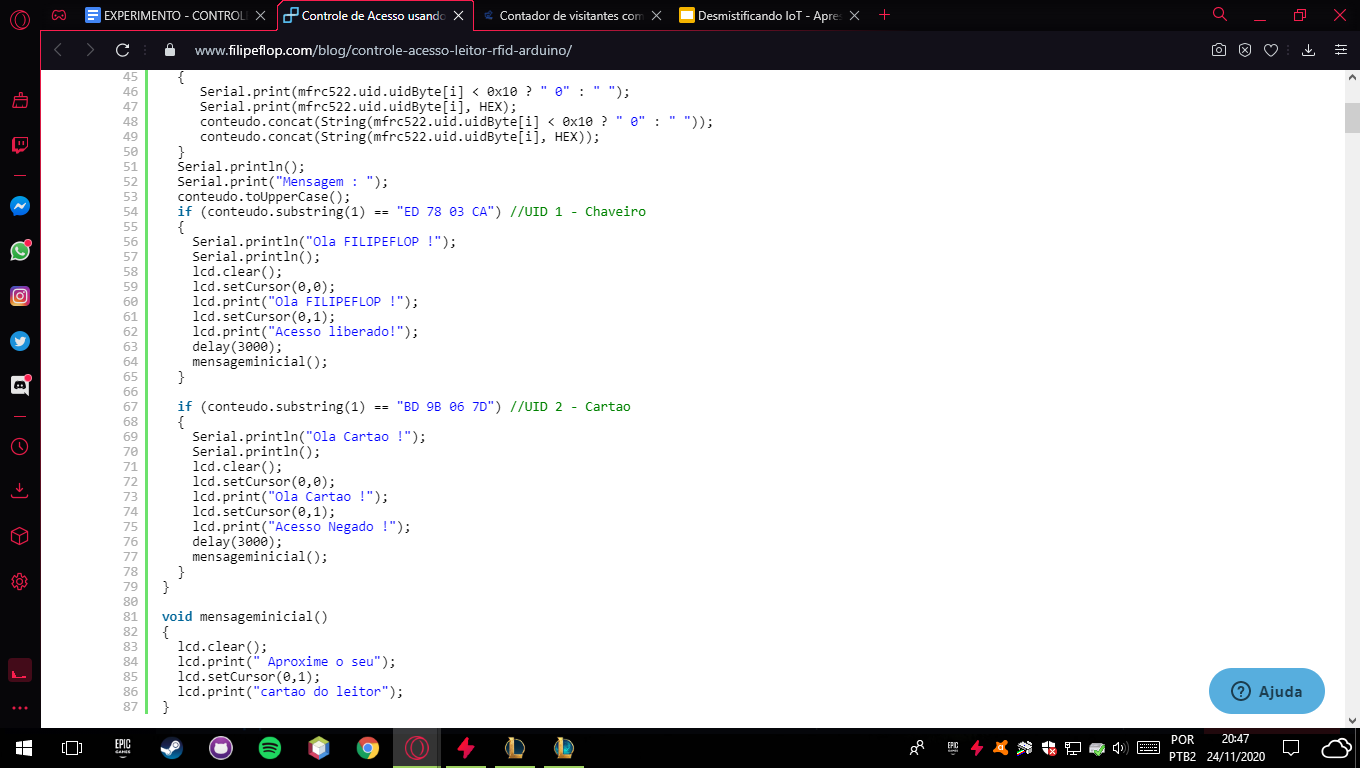 EXPERIMENTO - CONTROL
Controle de Acesso usando
Contador de visitantes com
Desmistificando IoT - Apres
www.filipeflop.com/blog/controle-acesso-leitor-rfid-arduino/
45 {
46 Serial.print(mfrc522.uid.uidByte[i] < 0x10 ? " 0" : " ");
47 Serial.print(mfrc522.uid.uidByte[i], HEX);
48 conteudo.concat(String(mfrc522.uid.uidByte[i] < 0x10 ? " 0" : " "));
49 conteudo.concat(String(mfrc522.uid.uidByte[i], HEX));
50 }
51 Serial.println();
52 Serial.print("Mensagem : ");
53 conteudo.toUpperCase();
54 if (conteudo.substring(1) == "ED 78 03 CA") //UID 1 - Chaveiro
55 {
56 Serial.println("Ola FILIPEFLOP !");
57 Serial.println();
58 lcd.clear();
59 lcd.setCursor(0,0);
60 lcd.print("Ola FILIPEFLOP !");
61 lcd.setCursor(0,1);
62 lcd.print("Acesso liberado!");
63 delay(3000);
64 mensageminicial();
65 }
66
67 if (conteudo.substring(1) == "BD 9B 06 7D") //UID 2 - Cartao
68 {
69 Serial.println("Ola Cartao !");
70 Serial.println();
71 lcd.clear();
72 lcd.setCursor(0,0);
73 lcd.print("Ola Cartao !");
74 lcd.setCursor(0,1);
75 lcd.print("Acesso Negado !");
76 delay(3000);
77 mensageminicial();
78 }
79 }
80
81 void mensageminicial()
82 {
83 lcd.clear();
84 lcd.print(" Aproxime o seu");
85 lcd.setCursor(0,1);
86 lcd.print("cartao do leitor");
87 }
Ajuda
EPIC GAMES
POR
PTB2
20:47
24/11/2020